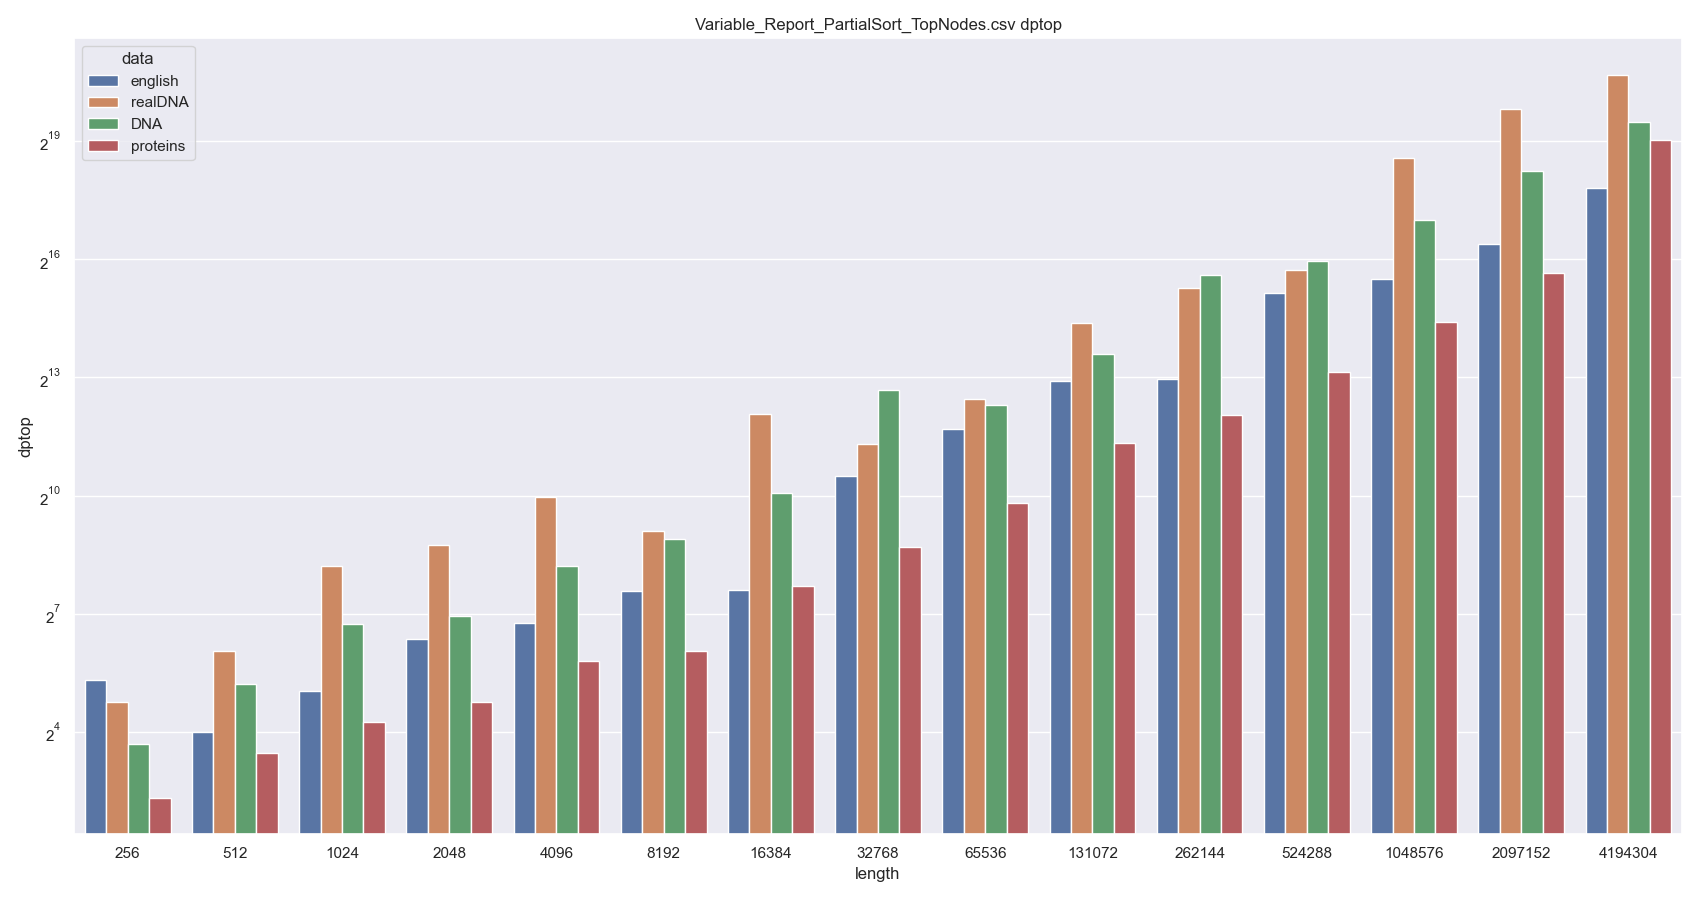 Variable_Report_PartialSort_TopNodes.csv dptop
data
english
realDNA
DNA
proteins
2^19
2^16
2^13
2^10
2^7
2^4
dptop
256 512 1024 2048 4096 8192 16384 32768 65536 131072 262144 524288 1048576 2097152 4194304
length